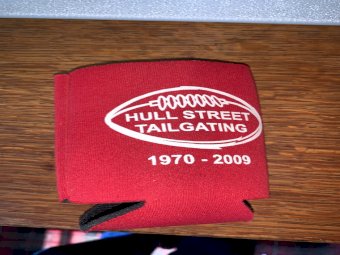 HULL STREET
TAILGATING
1970 - 2009